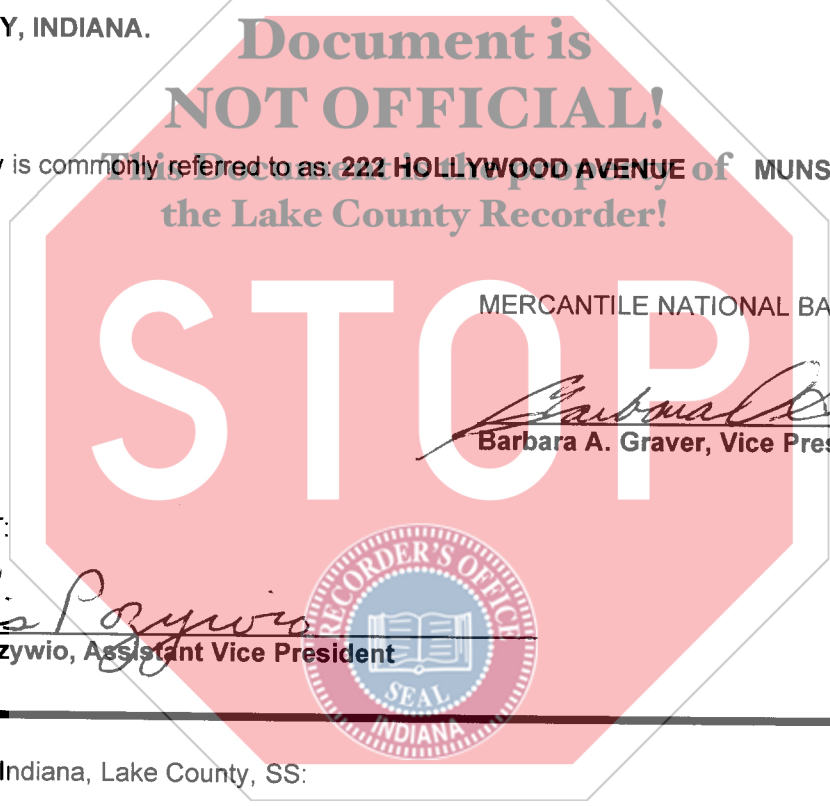 Y, INDIANA.
Document is
NOT OFFICIAL!
y is commonly referred to as: 222 HOLLYWOOD AVENUE MUNS
This Document is the property of
the Lake County Recorder!
STOP
MERCANTILE NATIONAL BA
Barbara A. Graver, Vice Pres
T:
zywio, Assistant Vice President
RECORDER'S OFFICE
SEAL
INDIANA
Indiana, Lake County, SS: